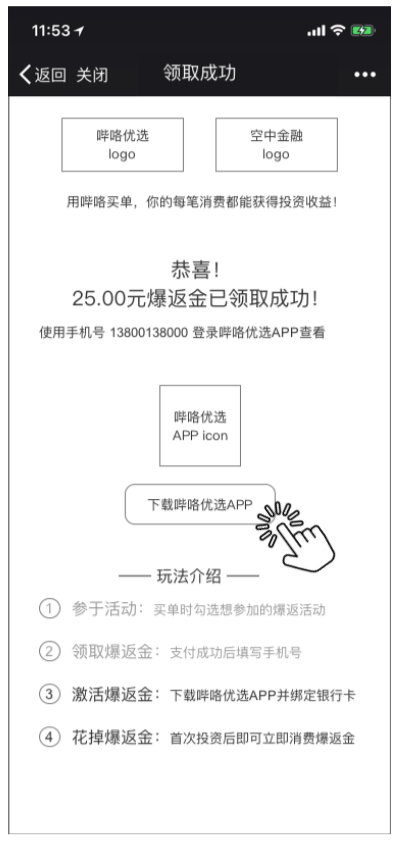 11:53
返回 关闭 领取成功
哔咯优选
logo
空中金融
logo
用哔咯买单，你的每笔消费都能获得投资收益！
恭喜！
25.00元爆返金已领取成功！
使用手机号 13800138000 登录哔咯优选APP查看
哔咯优选
APP icon
下载哔咯优选APP
玩法介绍
1 参于活动：买单时勾选想参加的爆返活动
2 领取爆返金：支付成功后填写手机号
3 激活爆返金：下载哔咯优选APP并绑定银行卡
4 花掉爆返金：首次投资后即可立即消费爆返金